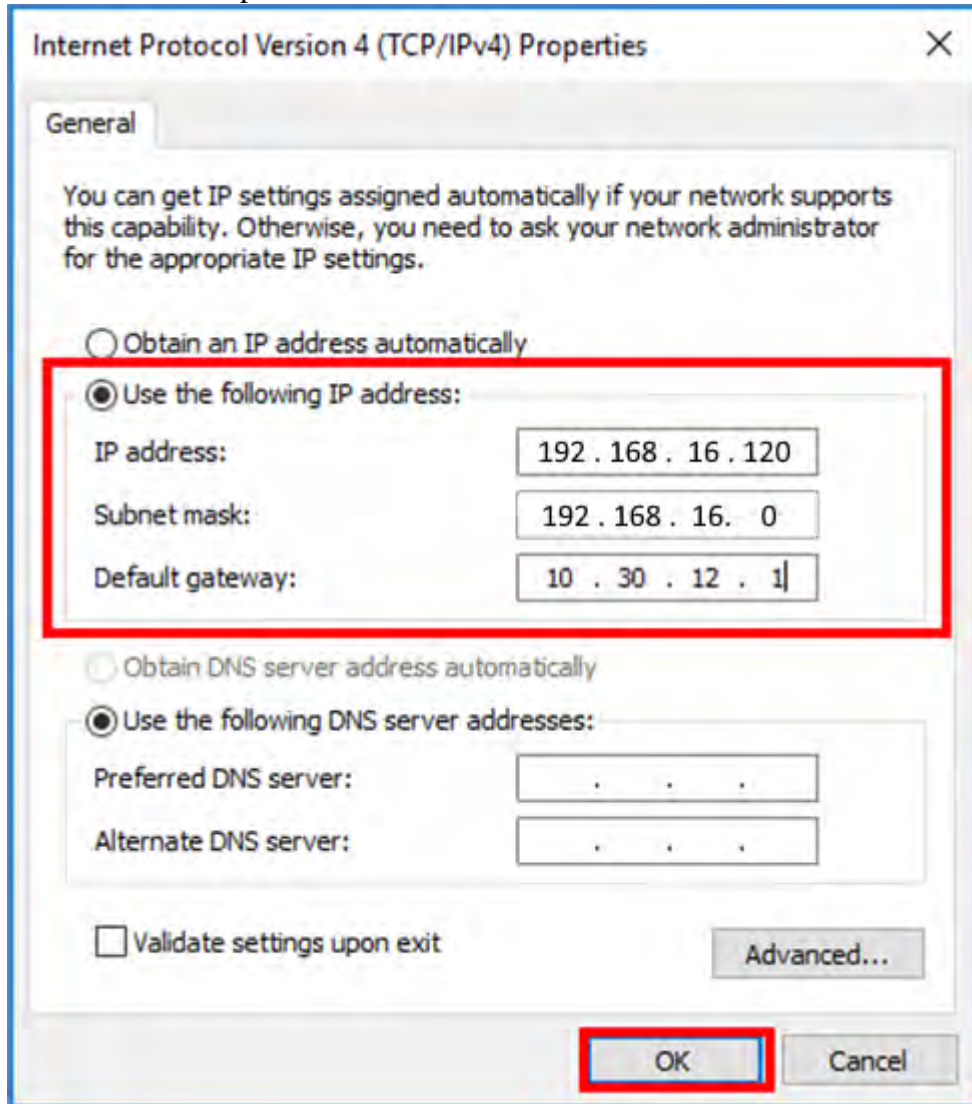 Internet Protocol Version 4 (TCP/IPv4) Properties
General
You can get IP settings assigned automatically if your network supports
this capability. Otherwise, you need to ask your network administrator
for the appropriate IP settings.
Obtain an IP address automatically
Use the following IP address:
IP address: 192 . 168 . 16 . 120
Subnet mask: 192 . 168 . 16. 0
Default gateway: 10 . 30 . 12 . 1
Obtain DNS server address automatically
Use the following DNS server addresses:
Preferred DNS server: . . .
Alternate DNS server: . . .
Validate settings upon exit
Advanced...
OK Cancel